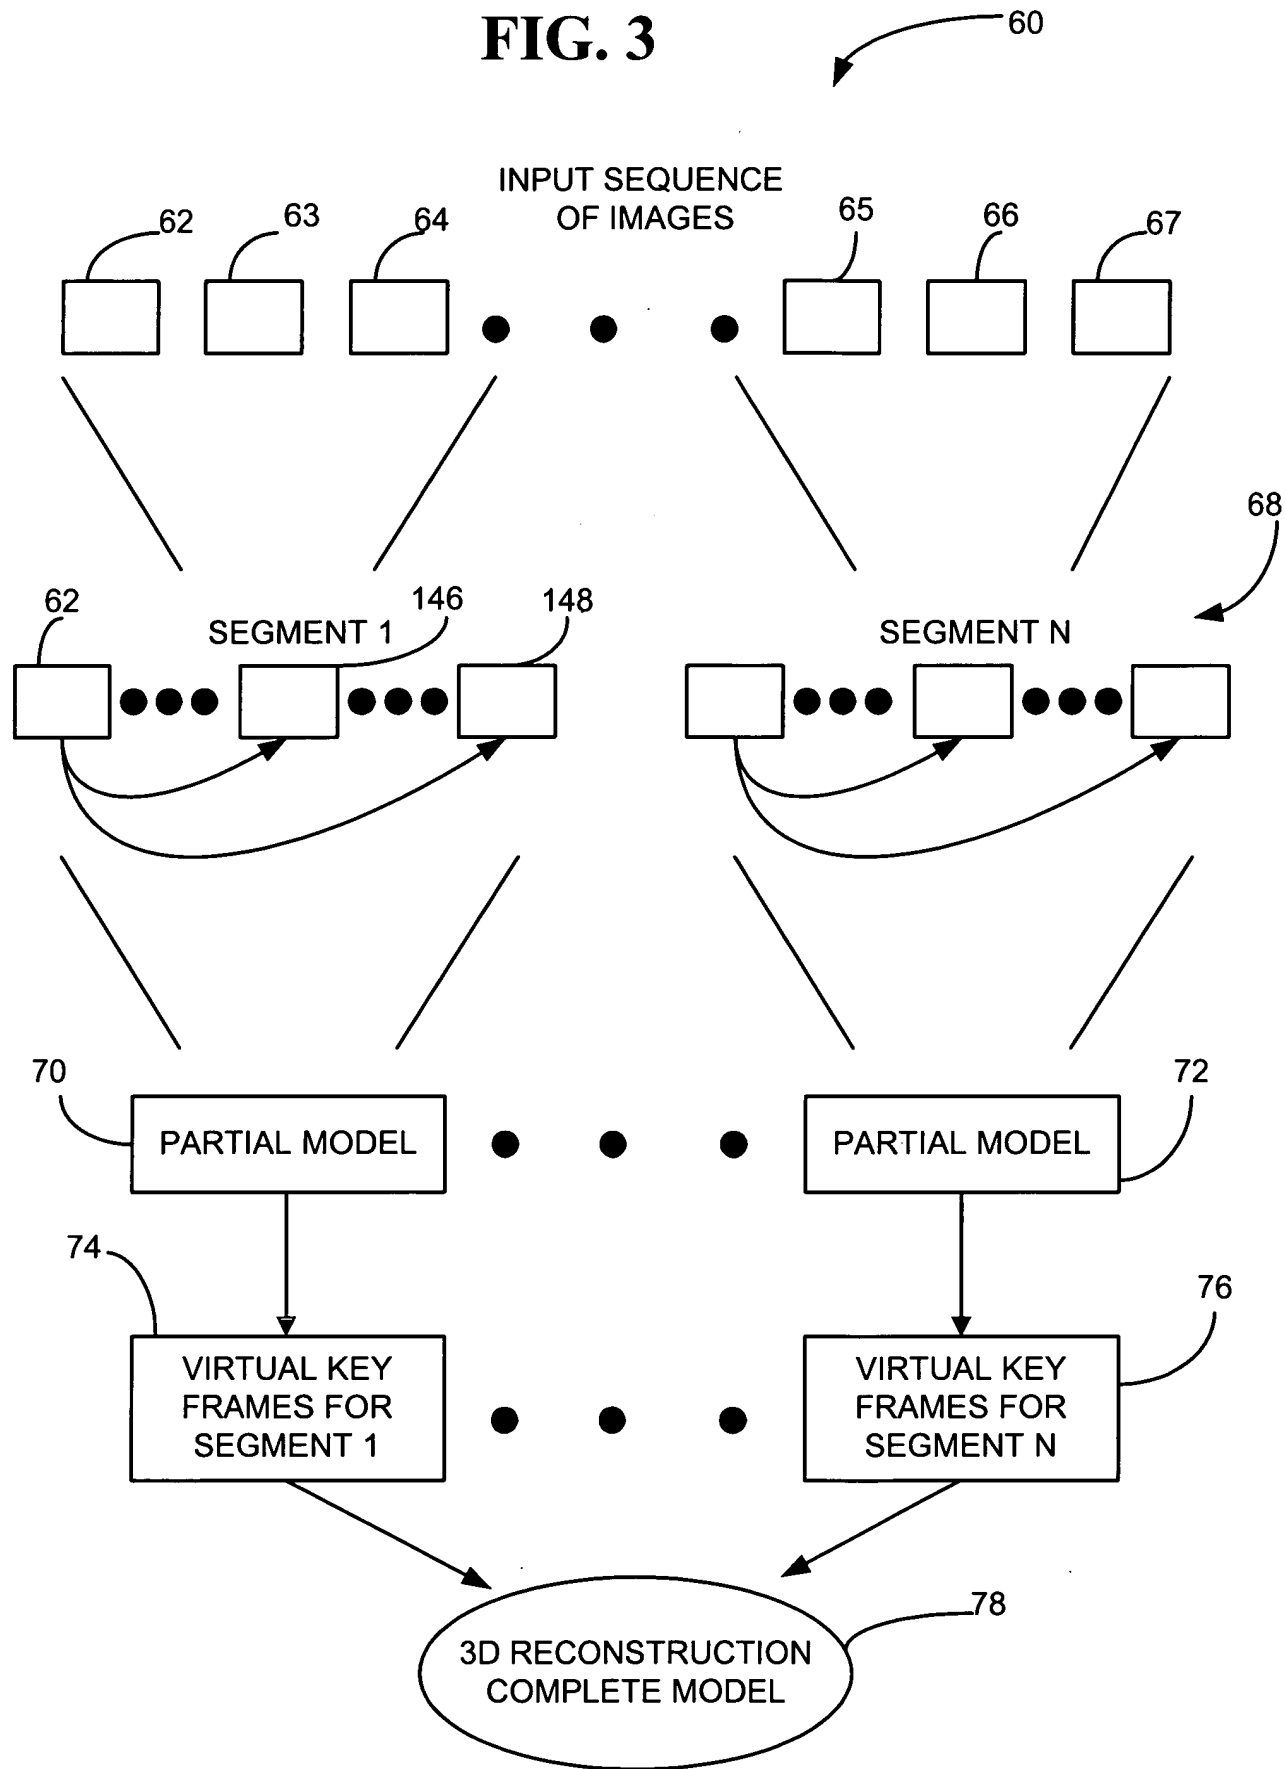 FIG. 3
60
INPUT SEQUENCE
OF IMAGES
62
63
64
65
66
67
68
62
SEGMENT 1
146
148
SEGMENT N
70
PARTIAL MODEL
PARTIAL MODEL
72
74
VIRTUAL KEY
FRAMES FOR
SEGMENT 1
VIRTUAL KEY
FRAMES FOR
SEGMENT N
76
3D RECONSTRUCTION
COMPLETE MODEL
78